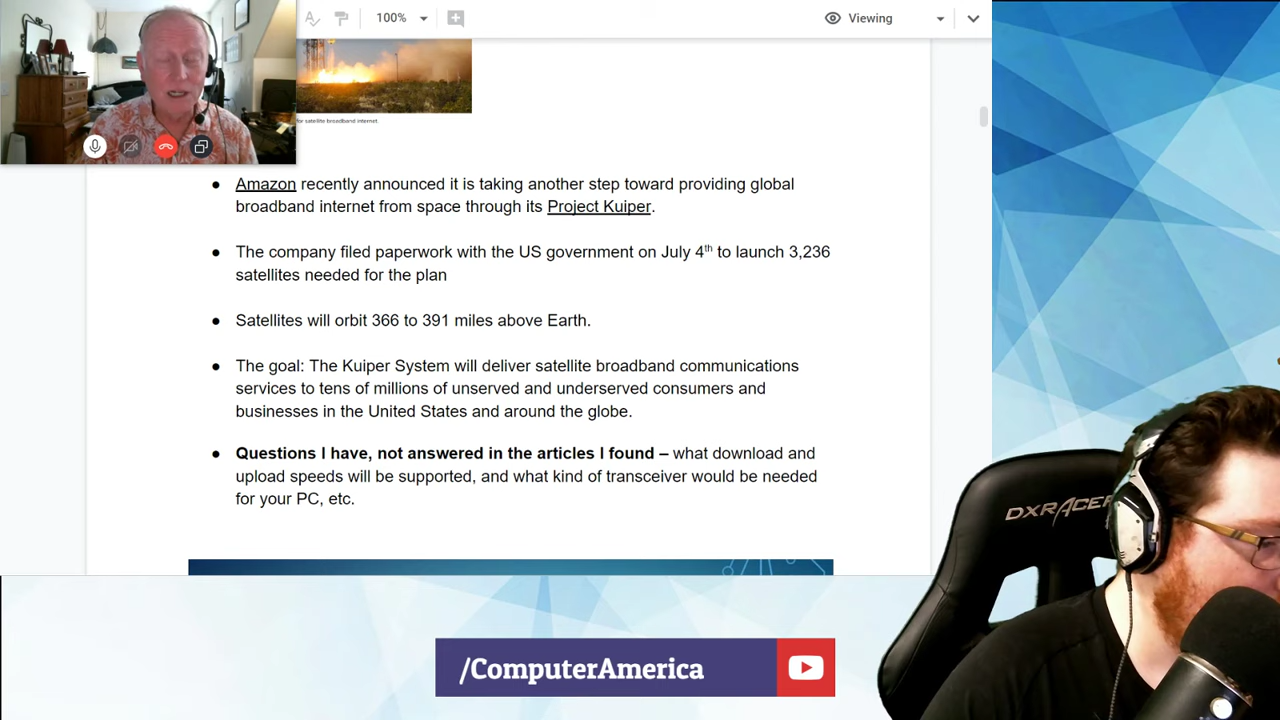 100%
Viewing
for satellite broadband internet.
Amazon recently announced it is taking another step toward providing global
broadband internet from space through its Project Kuiper.
The company filed paperwork with the US government on July 4th to launch 3,236
satellites needed for the plan
Satellites will orbit 366 to 391 miles above Earth.
The goal: The Kuiper System will deliver satellite broadband communications
services to tens of millions of unserved and underserved consumers and
businesses in the United States and around the globe.
Questions I have, not answered in the articles I found – what download and
upload speeds will be supported, and what kind of transceiver would be needed
for your PC, etc.
DXRACER
/ComputerAmerica